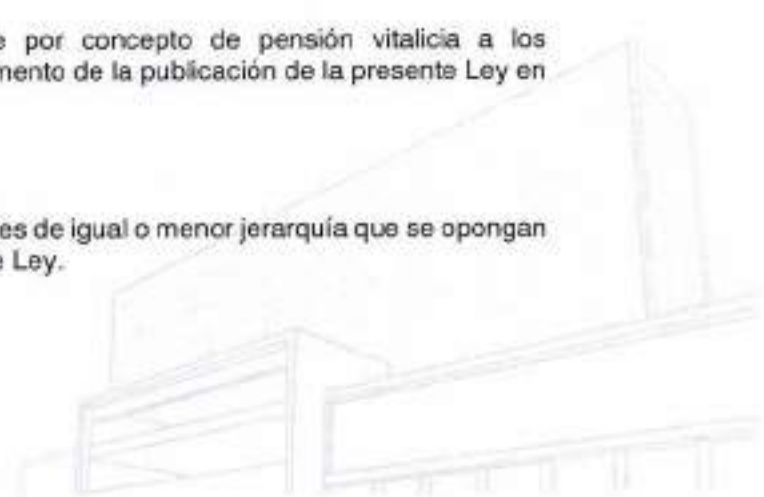 por concepto de pensión vitalicia a los
mento de la publicación de la presente Ley en
es de igual o menor jerarquía que se opongan
Ley.